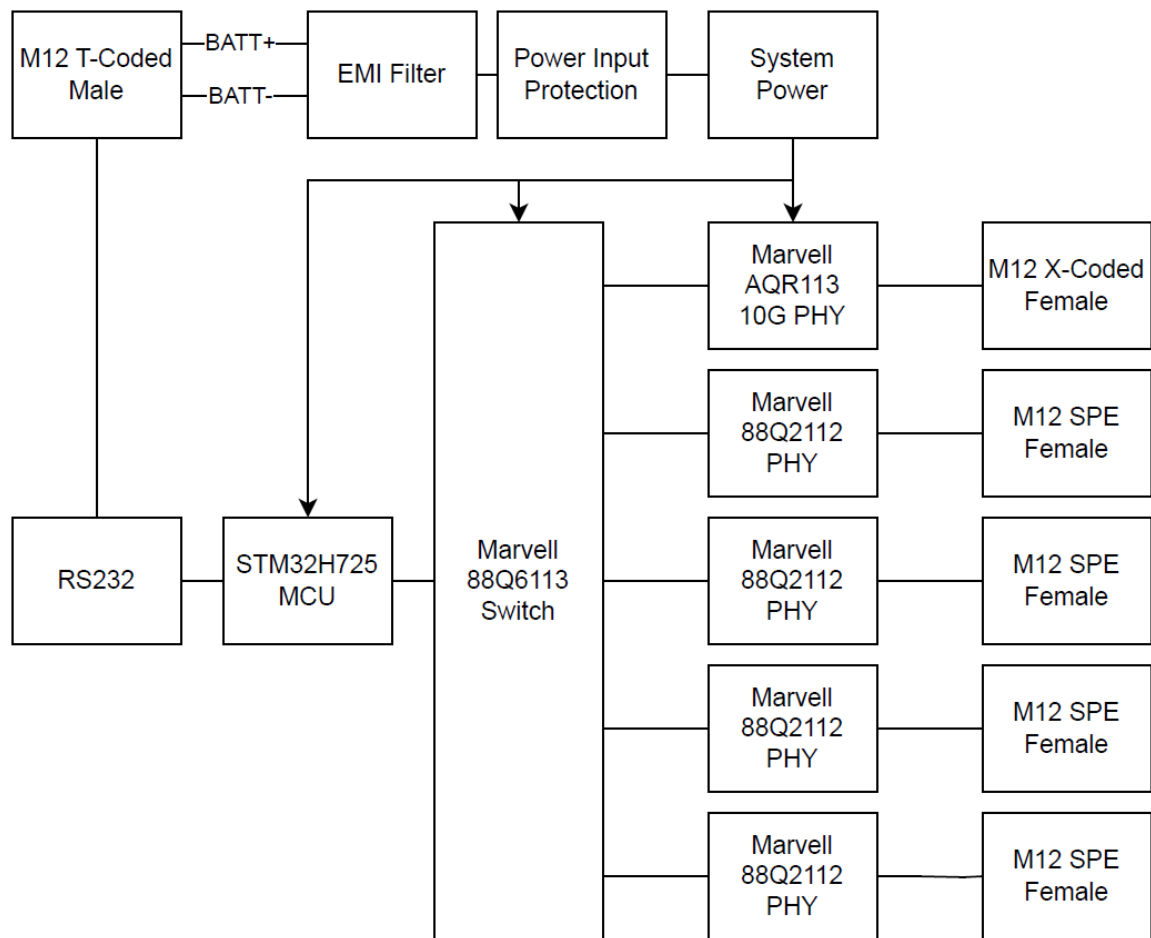 M12 T-Coded
Male
BATT+
BATT-
EMI Filter
Power Input
Protection
System
Power
Marvell
AQR113
10G PHY
M12 X-Coded
Female
Marvell
88Q2112
PHY
M12 SPE
Female
RS232
STM32H725
MCU
Marvell
88Q6113
Switch
Marvell
88Q2112
PHY
M12 SPE
Female
Marvell
88Q2112
PHY
M12 SPE
Female
Marvell
88Q2112
PHY
M12 SPE
Female